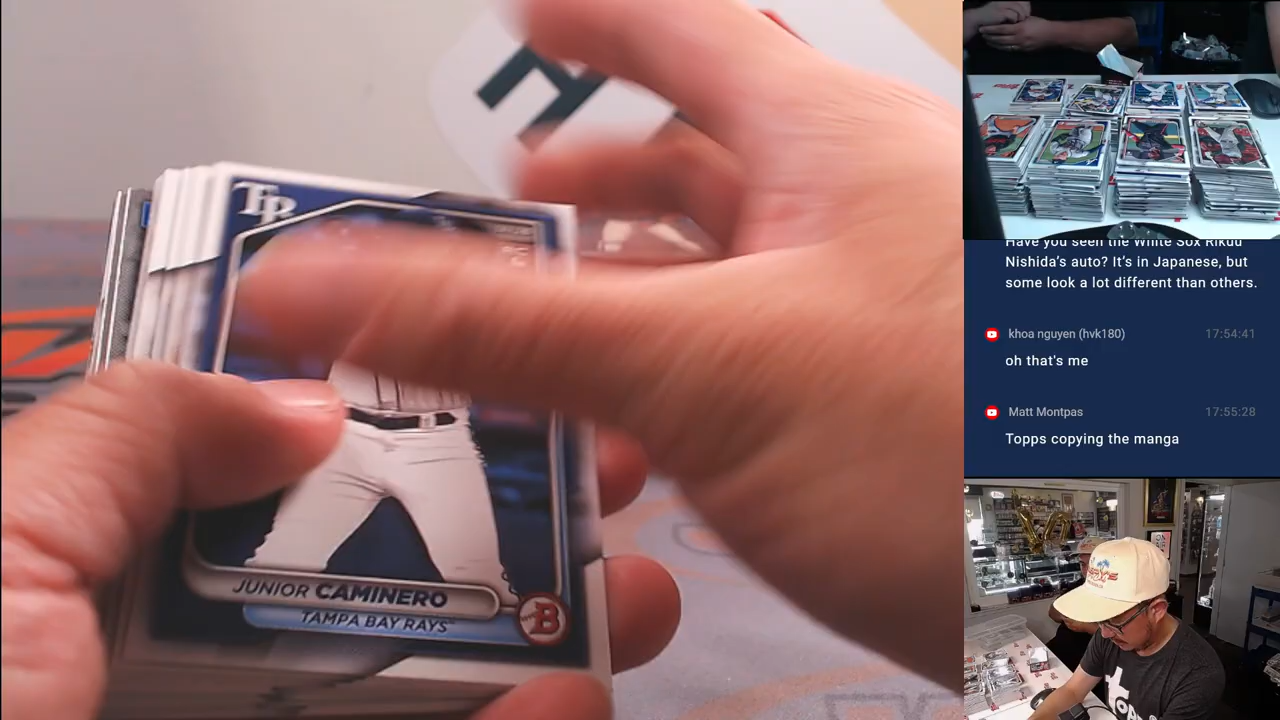 TB
JUNIOR CAMINERO
TAMPA BAY RAYS
B
Have you seen the White Sox Rikuu
Nishida's auto? It's in Japanese, but
some look a lot different than others.
khoa nguyen (hvk180) 17:54:41
oh that's me
Matt Montpas 17:55:28
Topps copying the manga